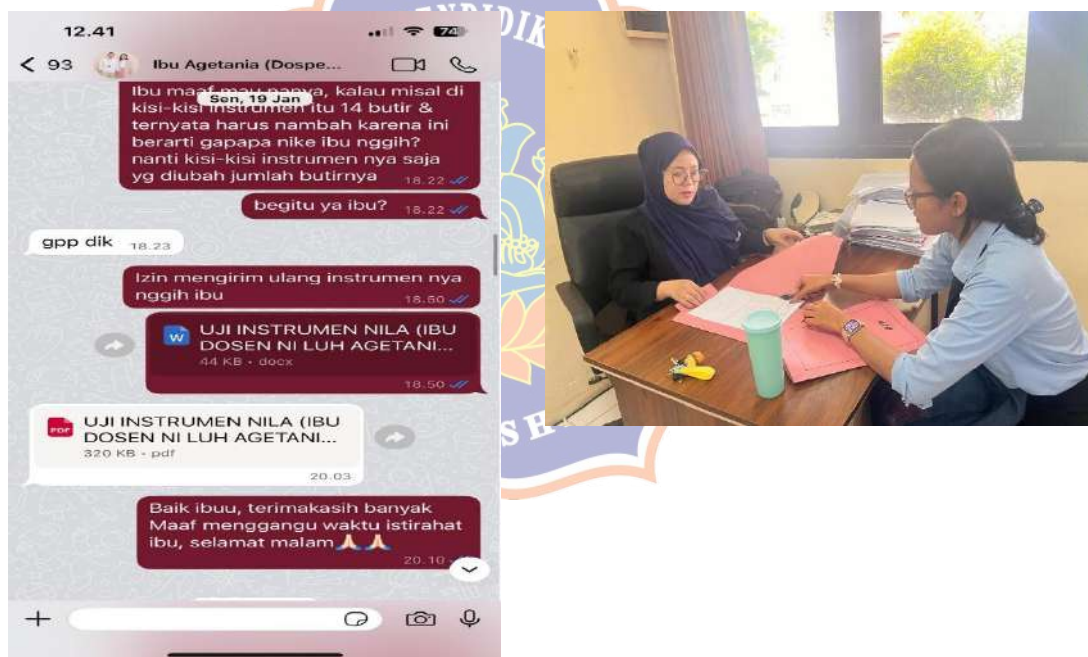 12.41
74
93
Ibu Agetania (Dospe...
Ibu maaf mau nanya, kalau misal di
Sen, 19 Jan
kisi-kisi instrumen itu 14 butir &
ternyata harus nambah karena ini
berarti gapapa nike ibu nggih?
nanti kisi-kisi instrumen nya saja
yg diubah jumlah butirnya 18.22
begitu ya ibu? 18.22
gpp dik 18.23
Izin mengirim ulang instrumen nya
nggih ibu 18.50
UJI INSTRUMEN NILA (IBU
DOSEN NI LUH AGETANI...
44 KB • docx
18.50
UJI INSTRUMEN NILA (IBU
DOSEN NI LUH AGETANI...
320 KB • pdf
20.03
Baik ibuu, terimakasih banyak
Maaf menggangu waktu istirahat
ibu, selamat malam🙏🏻🙏🏻
20.10